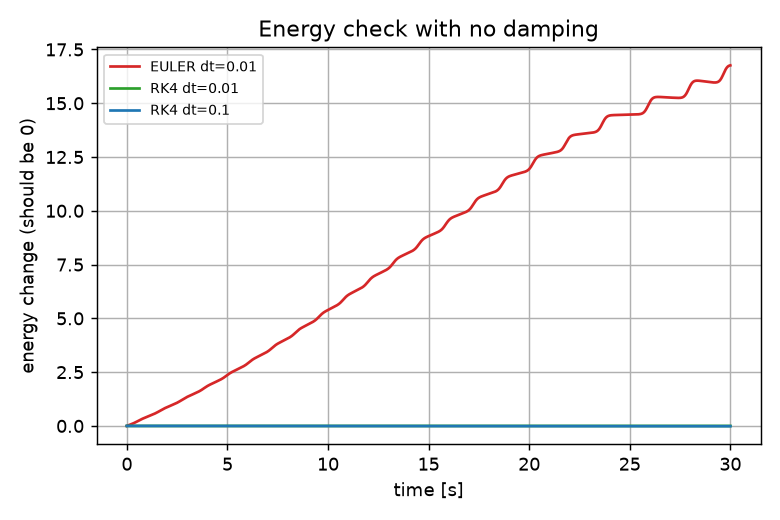 Energy check with no damping
EULER dt=0.01
RK4 dt=0.01
RK4 dt=0.1
energy change (should be 0)
17.5
15.0
12.5
10.0
7.5
5.0
2.5
0.0
0 5 10 15 20 25 30
time [s]